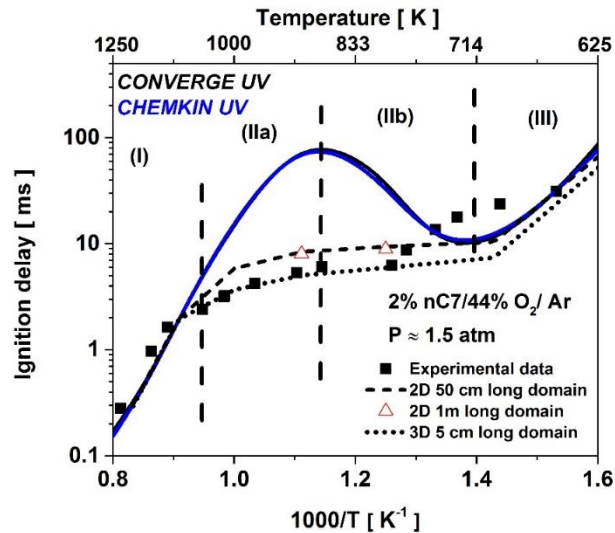 Temperature [ K ]
1250 1000 833 714 625
CONVERGE UV
CHEMKIN UV
(I) (IIa) (IIb) (III)
Ignition delay [ ms ]
100
10
1
0.1
2% nC7/44% O₂/ Ar
P ≈ 1.5 atm
Experimental data
2D 50 cm long domain
2D 1m long domain
3D 5 cm long domain
0.8 1.0 1.2 1.4 1.6
1000/T [ K⁻¹ ]